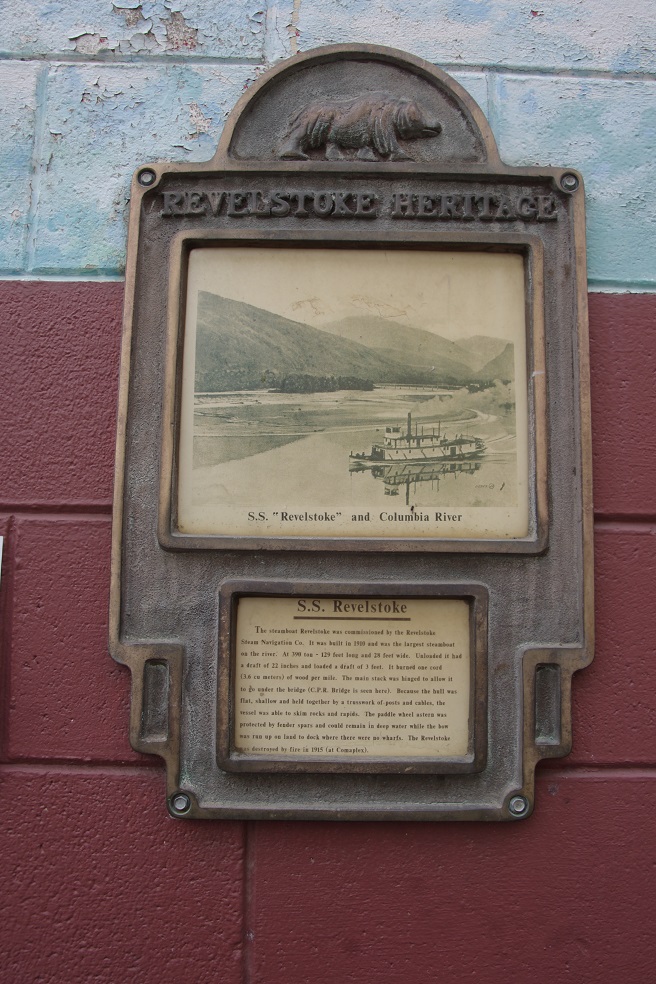 REVELSTOKE HERITAGE
S.S. "Revelstoke" and Columbia River
S.S. Revelstoke
The steamboat Revelstoke was commissioned by the Revelstoke
Steam Navigation Co. It was built in 1910 and was the largest steamboat
on the river. At 398 ton - 129 feet long and 28 feet wide. Unloaded it had
a draft of 22 inches and loaded a draft of 3 feet. It burned one cord
(3.6 cu meters) of wood per mile. The main stack was hinged to allow it
to go under the bridge (C.P.R. Bridge is seen here). Because the hull was
flat, shallow and held together by a trusswork of posts and cables, the
vessel was able to skim rocks and rapids. The paddle wheel astern was
protected by fender spars and could remain in deep water while the bow
was run up on land to dock where there were no wharfs. The Revelstoke
was destroyed by fire in 1915 (at Comaplex).